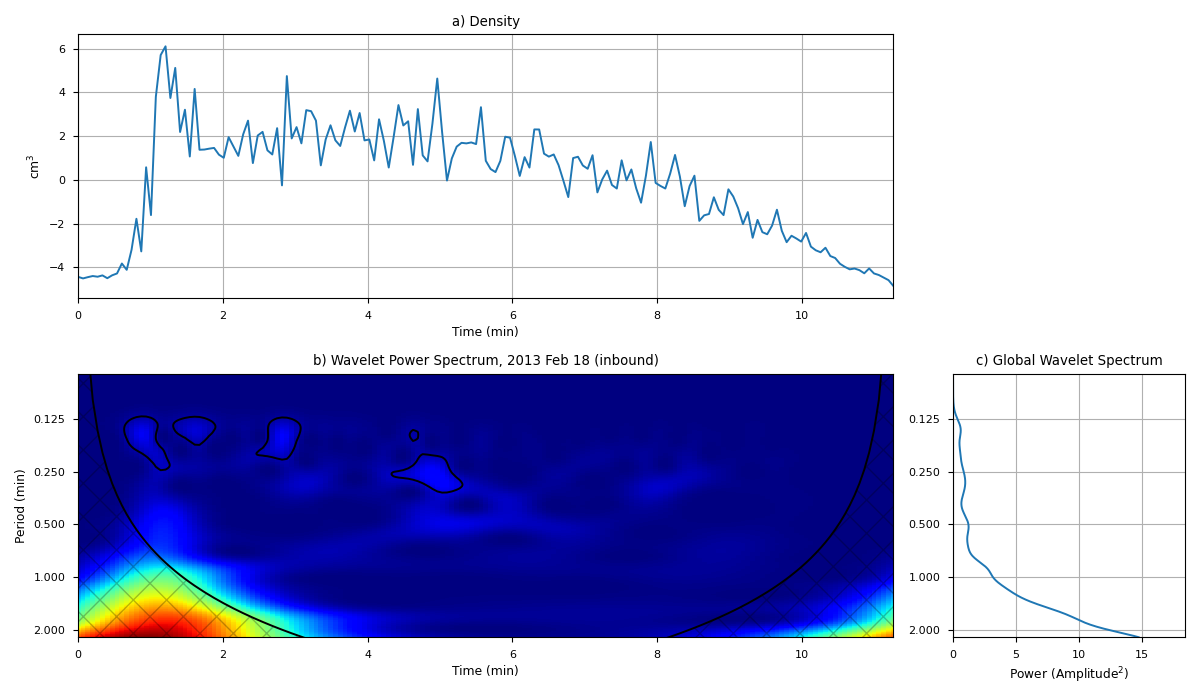 a) Density
6
4
2
0
−2
−4
cm³
0 2 4 6 8 10
Time (min)
b) Wavelet Power Spectrum, 2013 Feb 18 (inbound)
0.125
0.250
0.500
1.000
2.000
Period (min)
0 2 4 6 8 10
Time (min)
c) Global Wavelet Spectrum
0.125
0.250
0.500
1.000
2.000
0 5 10 15
Power (Amplitude²)